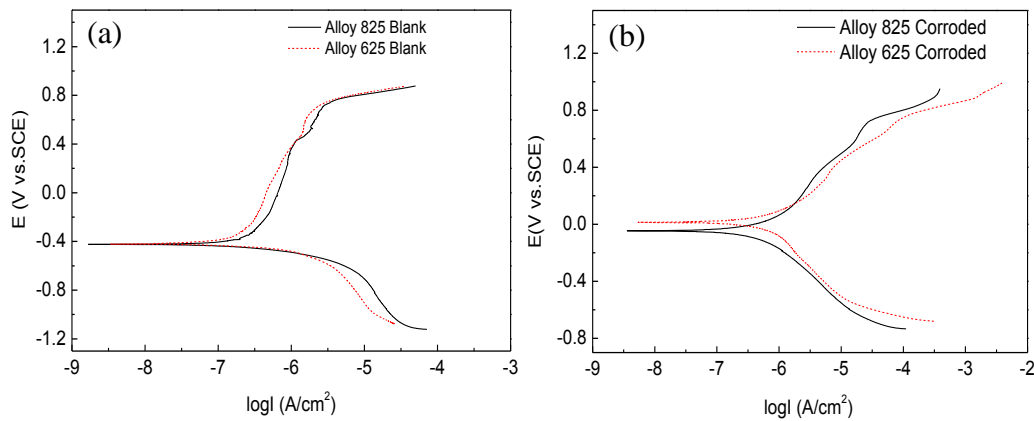 (a)
Alloy 825 Blank
Alloy 625 Blank
E (V vs.SCE)
1.2
0.8
0.4
0.0
-0.4
-0.8
-1.2
-9 -8 -7 -6 -5 -4 -3
logI (A/cm²)
(b)
Alloy 825 Corroded
Alloy 625 Corroded
E(V vs.SCE)
1.2
0.8
0.4
0.0
-0.4
-0.8
-9 -8 -7 -6 -5 -4 -3 -2
logI (A/cm²)